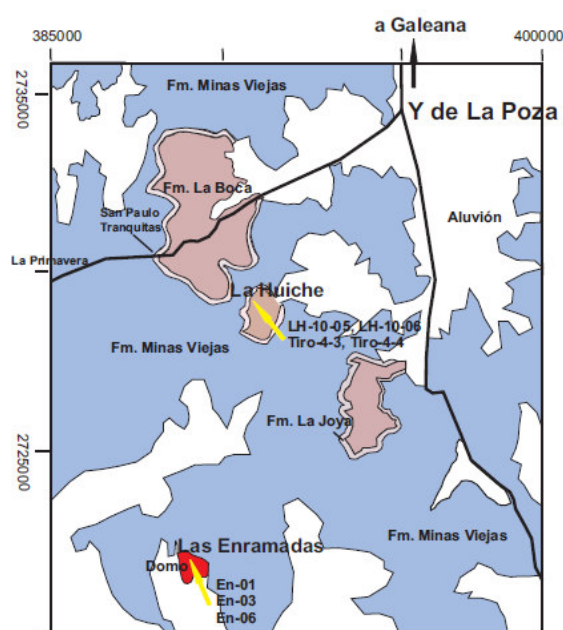 a Galeana
385000
400000
2735000
Fm. Minas Viejas
Y de La Poza
Fm. La Boca
San Paulo
Tranquitas
Aluvión
La Primavera
La Huiche
LH-10-05, LH-10-06
Tiro-4-3, Tiro-4-4
Fm. Minas Viejas
Fm. La Joya
2725000
Fm. Minas Viejas
Las Enramadas
Domo
En-01
En-03
En-06